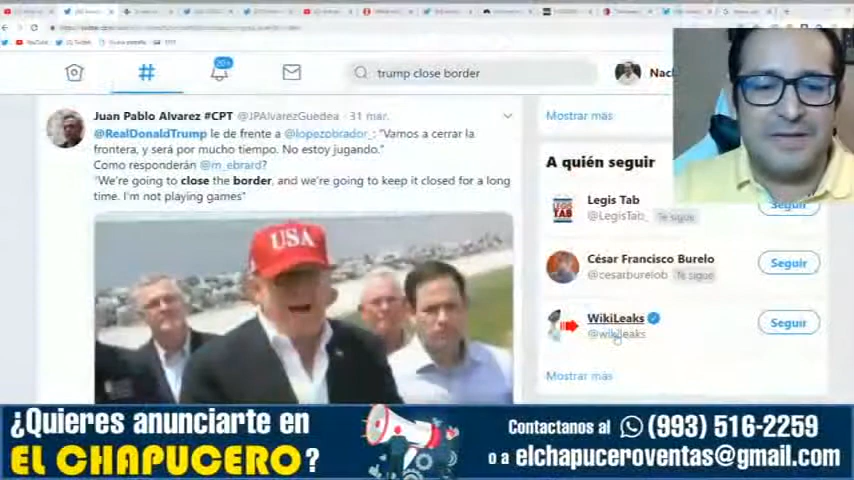 20+
trump close border
Nacl
Juan Pablo Alvarez #CPT @JPAlvarezGuedea · 31 mar.
@RealDonaldTrump le de frente a @lopezobrador_: "Vamos a cerrar la
frontera, y será por mucho tiempo. No estoy jugando."
Como responderán @m_ebrard?
"We're going to close the border, and we're going to keep it closed for a long
time. I'm not playing games"
USA
Mostrar más
A quién seguir
LEGIS
TAB
Legis Tab
@LegisTab_ Te sigue
Seguir
César Francisco Burelo
@cesarburelob Te sigue
Seguir
WikiLeaks
@wikileaks
Seguir
Mostrar más
¿Quieres anunciarte en
EL CHAPUCERO?
Contactanos al (993) 516-2259
o a elchapuceroventas@gmail.com